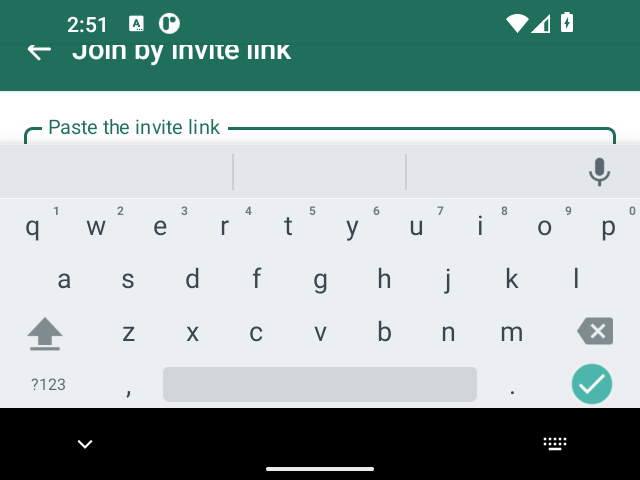 2:51
Join by invite link
Paste the invite link
q 1 w 2 e 3 r 4 t 5 y 6 u 7 i 8 o 9 p 0
a s d f g h j k l
z x c v b n m
?123 , .